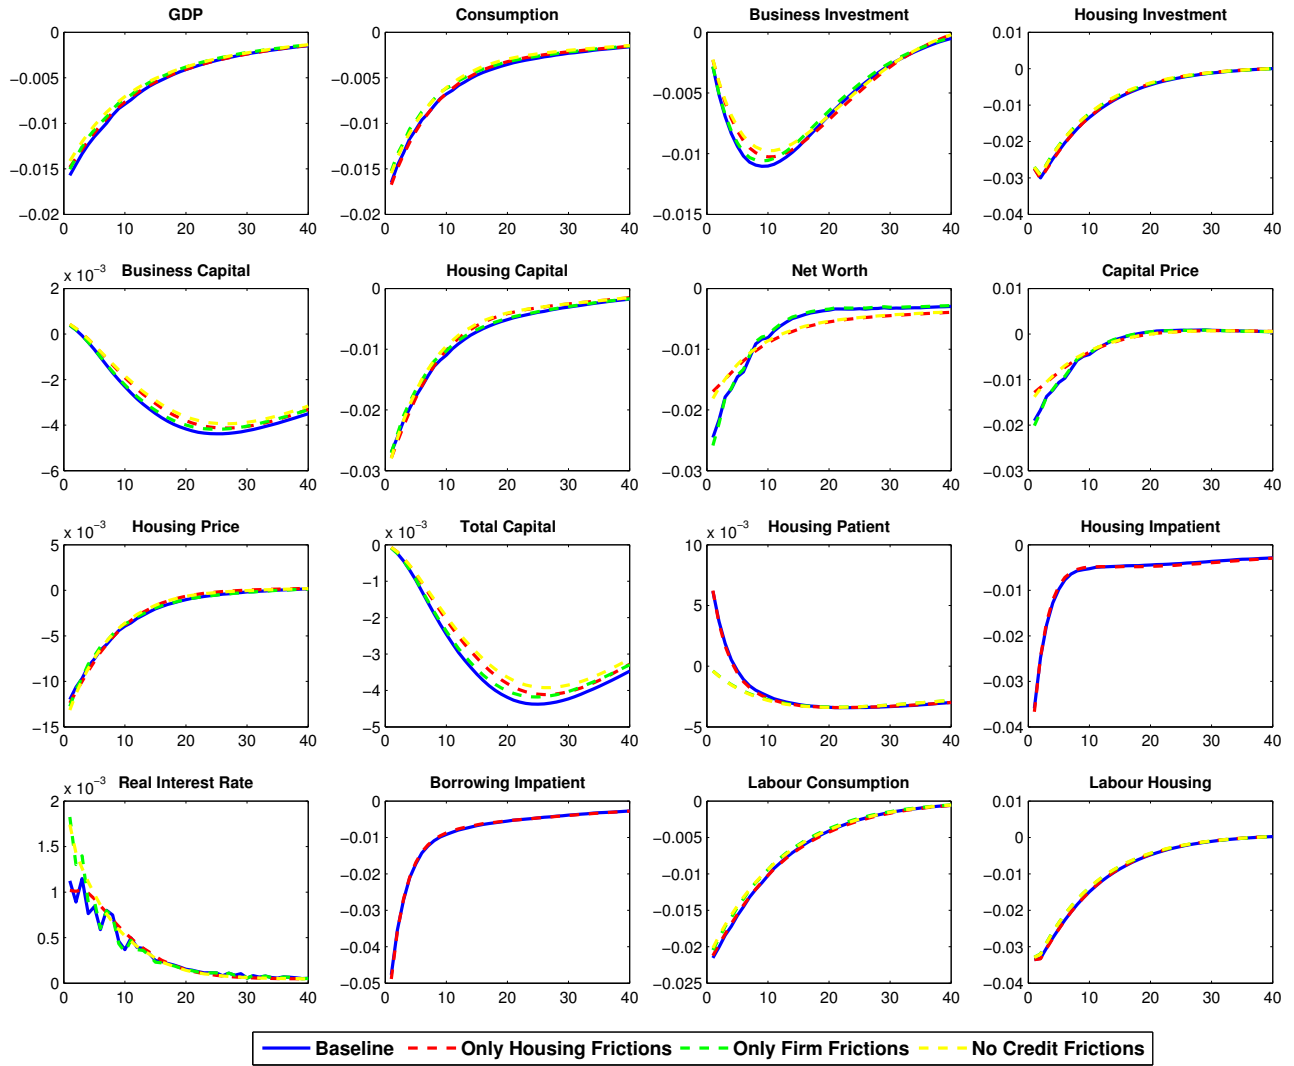 GDP Consumption Business Investment Housing Investment
0 0 0 0.01
−0.005 −0.005 −0.005 0
−0.01 −0.01 −0.01 −0.01
−0.015 −0.015 −0.015 −0.02
−0.02 −0.02 −0.03
−0.04
0 10 20 30 40 0 10 20 30 40 0 10 20 30 40 0 10 20 30 40
x 10−3 Business Capital Housing Capital Net Worth Capital Price
2 0 0 0.01
0 −0.01 −0.01 0
−2 −0.02 −0.02 −0.01
−4 −0.03 −0.03 −0.02
−6 −0.03
0 10 20 30 40 0 10 20 30 40 0 10 20 30 40 0 10 20 30 40
x 10−3 Housing Price x 10−3 Total Capital x 10−3 Housing Patient Housing Impatient
5 0 10 0
0 −1 5 −0.01
−5 −2 0 −0.02
−10 −3 −5 −0.03
−15 −4 −0.04
−5
0 10 20 30 40 0 10 20 30 40 0 10 20 30 40 0 10 20 30 40
x 10−3 Real Interest Rate Borrowing Impatient Labour Consumption Labour Housing
2 0 0 0.01
1.5 −0.01 −0.005 0
1 −0.02 −0.01 −0.01
0.5 −0.03 −0.015 −0.02
0 −0.04 −0.02 −0.03
−0.05 −0.025 −0.04
0 10 20 30 40 0 10 20 30 40 0 10 20 30 40 0 10 20 30 40
Baseline Only Housing Frictions Only Firm Frictions No Credit Frictions